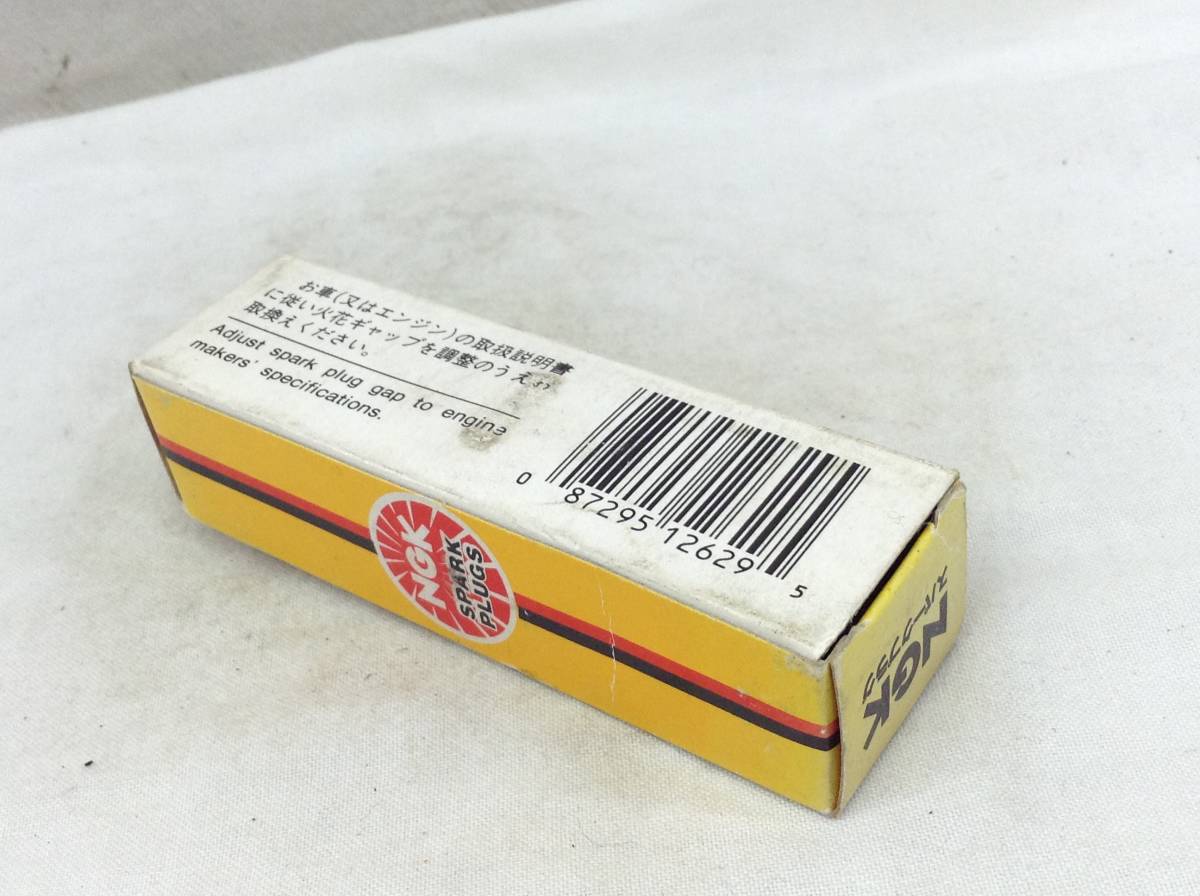 お車(又はエンジン)の取扱説明書
に従い火花ギャップを調整のうえお
取換えください。
Adjust spark plug gap to engine
makers' specifications.
0 87295 12629 5
NGK
SPARK
PLUGS
NGK
スパークプラグ